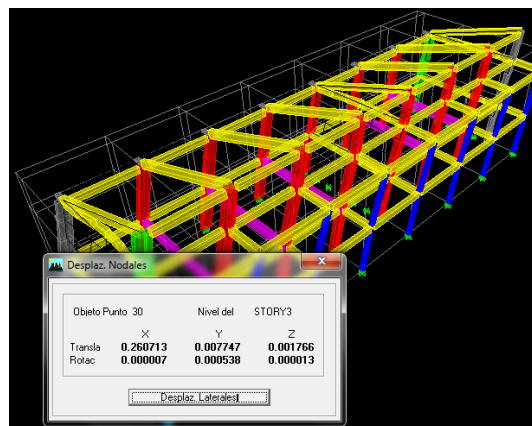 Desplaz. Nodales
Objeto Punto 30 Nivel del STORY3
X Y Z
Transla 0.260713 0.007747 0.001766
Rotac 0.000007 0.000538 0.000013
Desplaz. Laterales